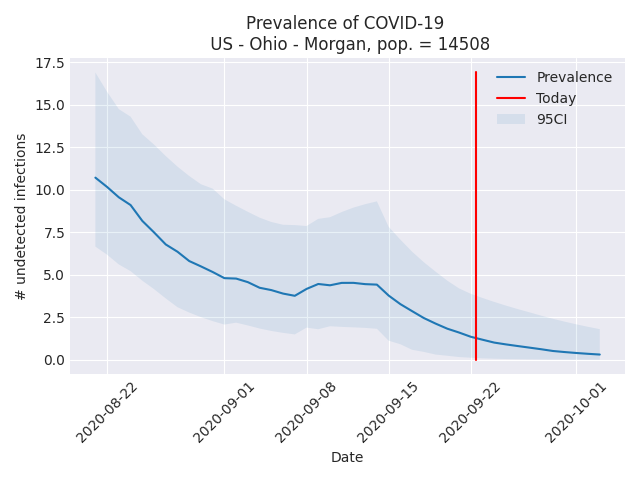 Prevalence of COVID-19
US - Ohio - Morgan, pop. = 14508
17.5
15.0
12.5
10.0
7.5
5.0
2.5
0.0
# undetected infections
Prevalence
Today
95CI
2020-08-22
2020-09-01
2020-09-08
2020-09-15
2020-09-22
2020-10-01
Date